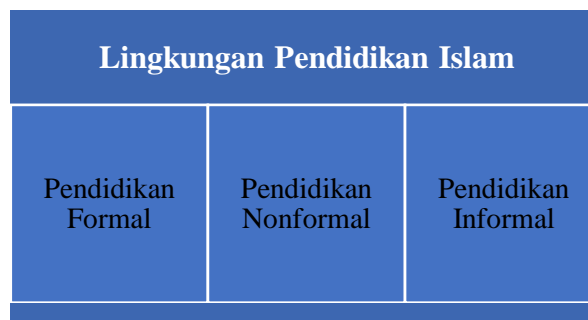 Lingkungan Pendidikan Islam
Pendidikan
Formal
Pendidikan
Nonformal
Pendidikan
Informal